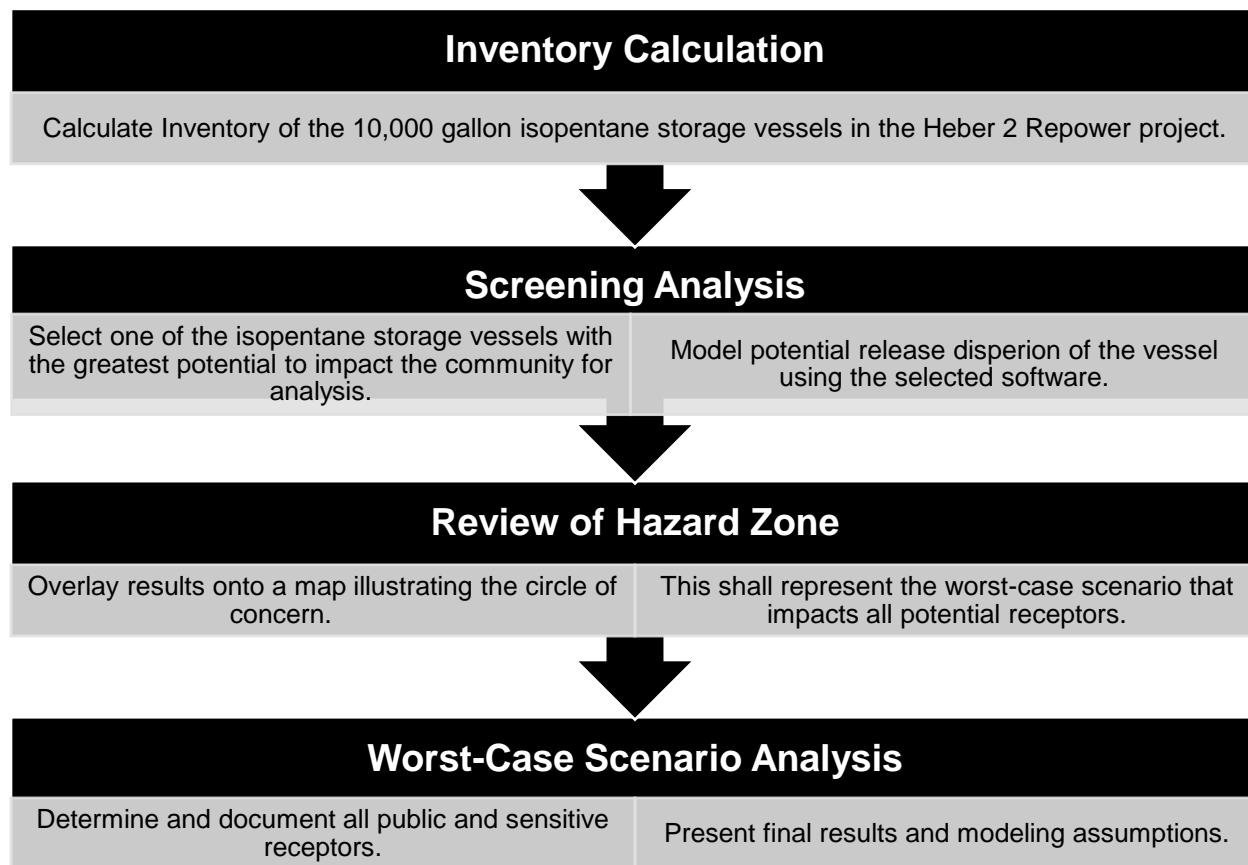 Inventory Calculation
Calculate Inventory of the 10,000 gallon isopentane storage vessels in the Heber 2 Repower project.
Screening Analysis
Select one of the isopentane storage vessels with
the greatest potential to impact the community for
analysis.
Model potential release disperion of the vessel
using the selected software.
Review of Hazard Zone
Overlay results onto a map illustrating the circle of
concern.
This shall represent the worst-case scenario that
impacts all potential receptors.
Worst-Case Scenario Analysis
Determine and document all public and sensitive
receptors.
Present final results and modeling assumptions.